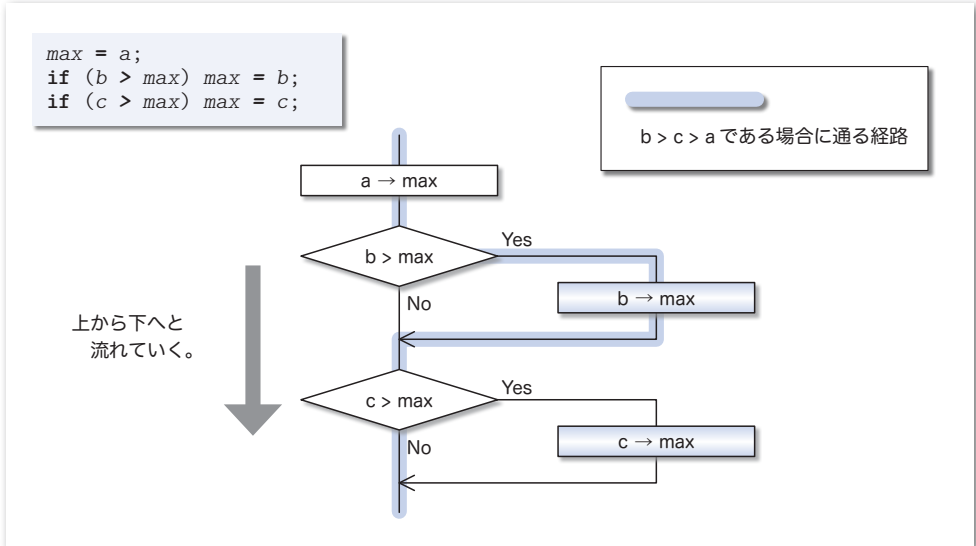 max = a;
if (b > max) max = b;
if (c > max) max = c;
b > c > a である場合に通る経路
a → max
b > max
Yes
b → max
No
上から下へと
流れていく。
c > max
Yes
c → max
No